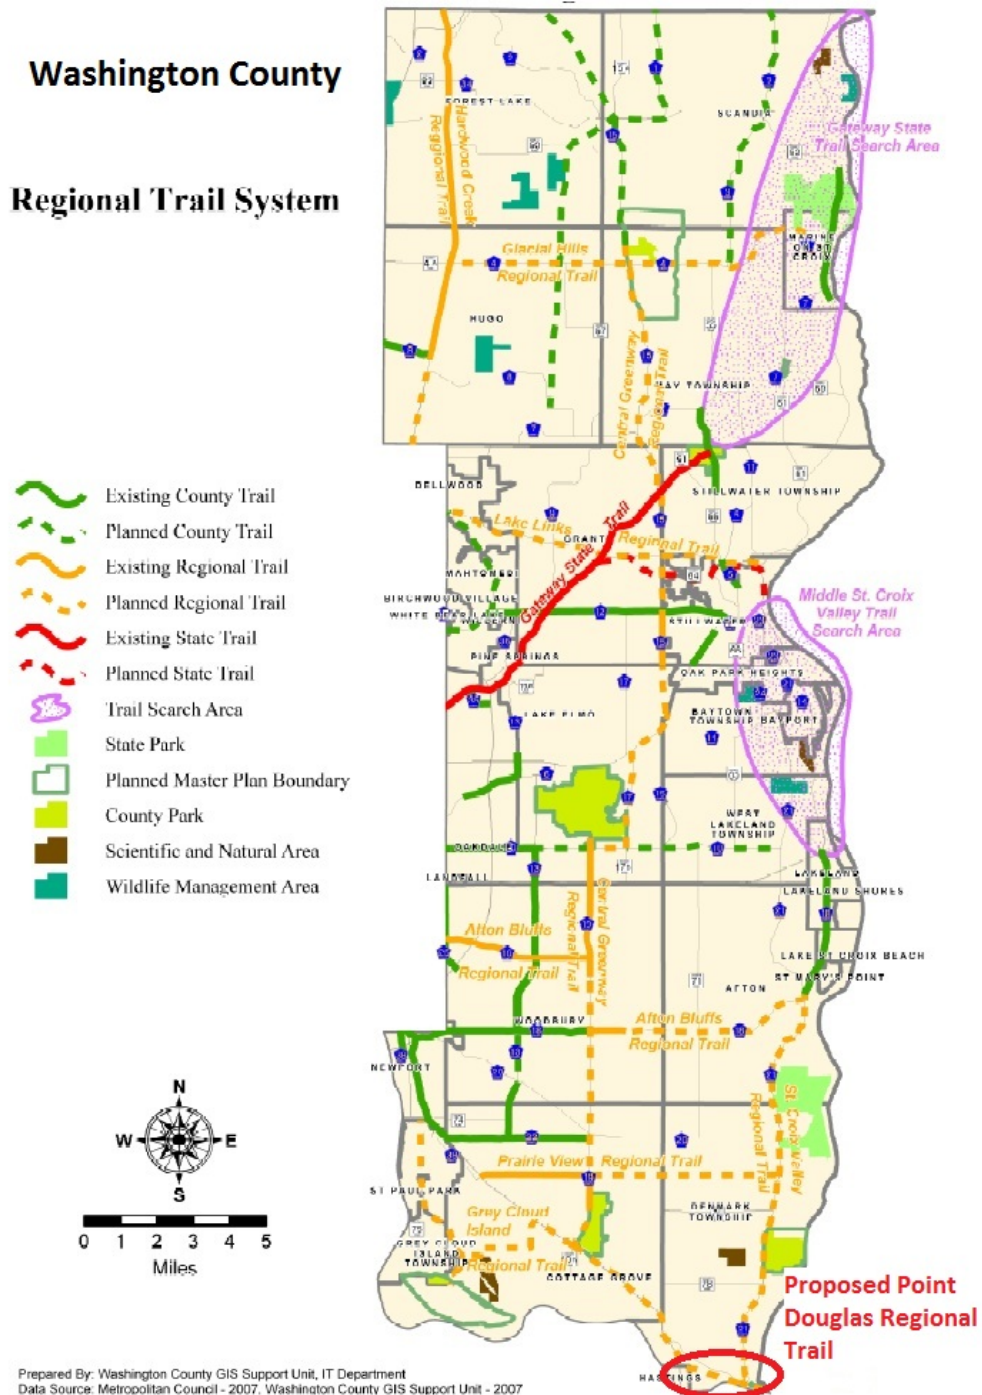 Washington County
Regional Trail System
FOREST LAKE
SCANDIA
Hardwood Creek
Regional Trail
Gateway State
Trail Search Area
MARINE
ON ST
CROIX
Glacial Hills
Regional Trail
HUGO
Central Greenway
Regional Trail
MAY TOWNSHIP
DELLWOOD
STILLWATER TOWNSHIP
Lake Links
Regional Trail
GRANT
Gateway State Trail
MAHTOMEDI
BIRCHWOOD VILLAGE
WHITE BEAR LAKE
WILLERN
PINE SPRINGS
STILLWATER
Middle St. Croix
Valley Trail
Search Area
OAK PARK HEIGHTS
LAKE ELMO
BAYTOWN
TOWNSHIP
BAYPORT
WEST
LAKELAND
TOWNSHIP
OAKDALE
LANDFALL
LAKELAND
LAKELAND SHORES
Central Greenway
Regional Trail
Afton Bluffs
Regional Trail
LAKE ST CROIX BEACH
ST MARY'S POINT
AFTON
WOODBURY
Afton Bluffs
Regional Trail
NEWPORT
St. Croix Valley
Regional Trail
Prairie View Regional Trail
ST PAUL PARK
DENMARK
TOWNSHIP
Grey Cloud
Island
Regional Trail
GREY CLOUD
ISLAND
TOWNSHIP
COTTAGE GROVE
HASTINGS
Proposed Point
Douglas Regional
Trail
Existing County Trail
Planned County Trail
Existing Regional Trail
Planned Regional Trail
Existing State Trail
Planned State Trail
Trail Search Area
State Park
Planned Master Plan Boundary
County Park
Scientific and Natural Area
Wildlife Management Area
N
W E
S
0 1 2 3 4 5
Miles
Prepared By: Washington County GIS Support Unit, IT Department
Data Source: Metropolitan Council - 2007, Washington County GIS Support Unit - 2007